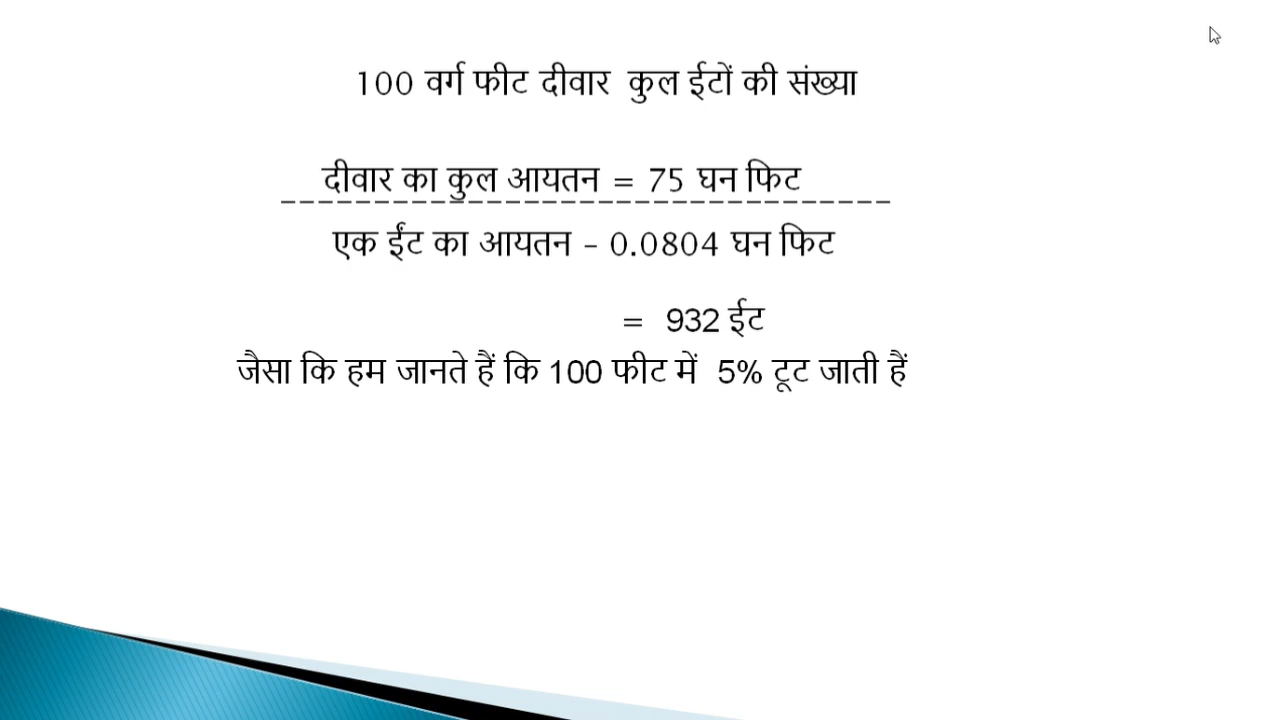 100 वर्ग फीट दीवार कुल ईटों की संख्या
दीवार का कुल आयतन = 75 घन फिट
--------------------------------
एक ईंट का आयतन - 0.0804 घन फिट
= 932 ईट
जैसा कि हम जानते हैं कि 100 फीट में 5% टूट जाती हैं